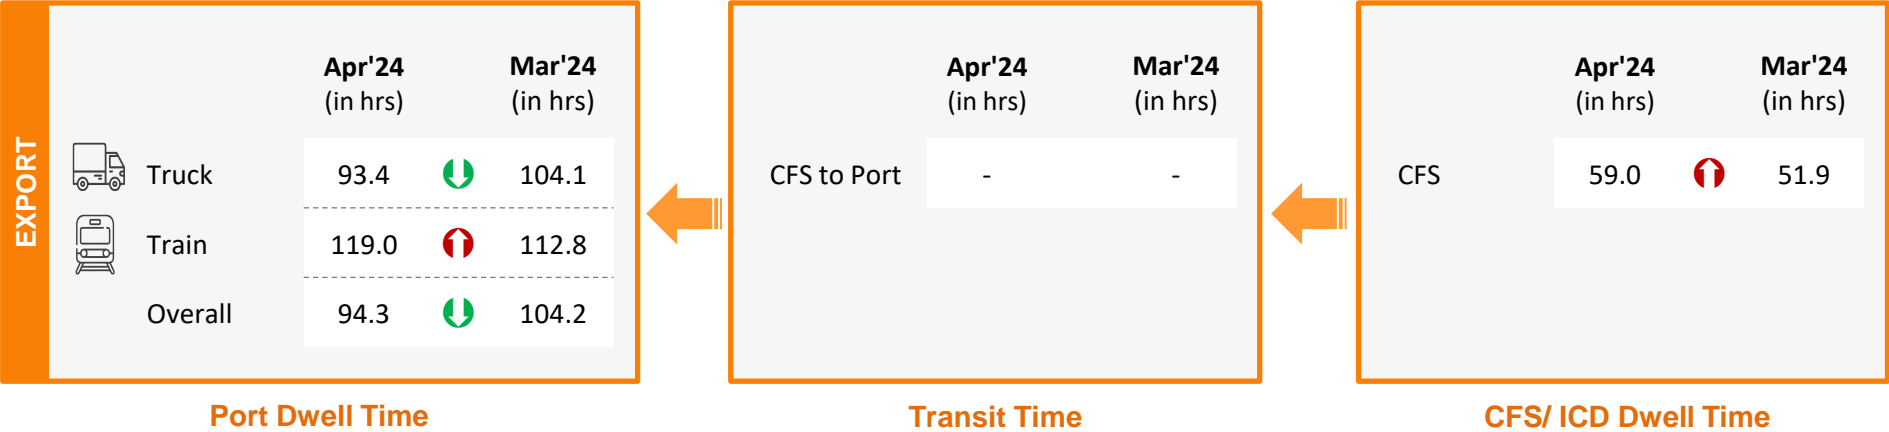 EXPORT
Apr'24 Mar'24
(in hrs) (in hrs)
Truck 93.4 104.1
Train 119.0 112.8
Overall 94.3 104.2
Port Dwell Time
Apr'24 Mar'24
(in hrs) (in hrs)
CFS to Port - -
Transit Time
Apr'24 Mar'24
(in hrs) (in hrs)
CFS 59.0 51.9
CFS/ ICD Dwell Time